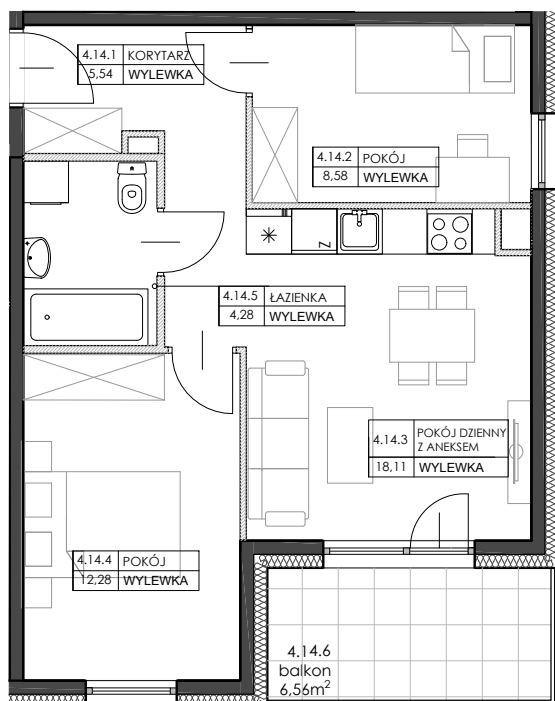 4.14.1 KORYTARZ
5,54 WYLEWKA
4.14.2 POKÓJ
8,58 WYLEWKA
Z
4.14.5 ŁAZIENKA
4,28 WYLEWKA
4.14.3 POKÓJ DZIENNY
Z ANEKSEM
18,11 WYLEWKA
4.14.4 POKÓJ
12,28 WYLEWKA
4.14.6
balkon
6,56m²